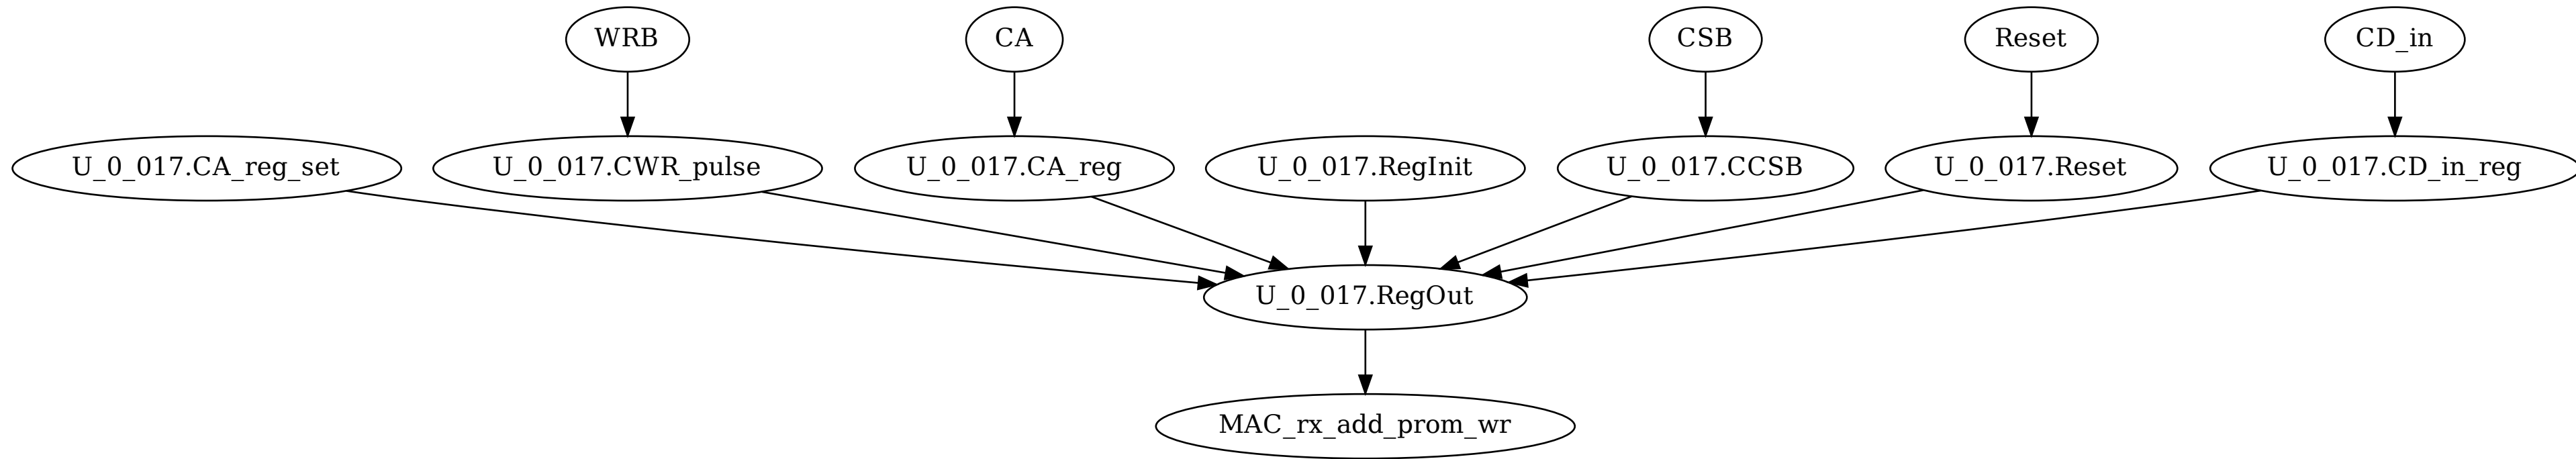 WRB
CA
CSB
Reset
CD_in
U_0_017.CA_reg_set
U_0_017.CWR_pulse
U_0_017.CA_reg
U_0_017.RegInit
U_0_017.CCSB
U_0_017.Reset
U_0_017.CD_in_reg
U_0_017.RegOut
MAC_rx_add_prom_wr